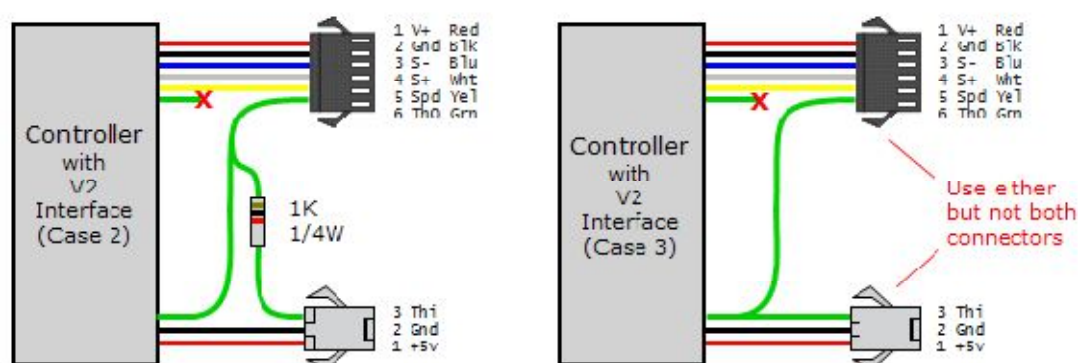 1 V+ Red
2 Gnd Blk
3 S- Blu
4 S+ Wht
5 Spd Yel
6 ThO Grn
Controller
with
V2
Interface
(Case 2)
X
1K
1/4W
3 Thi
2 Gnd
1 +5v
1 V+ Red
2 Gnd Blk
3 S- Blu
4 S+ Wht
5 Spd Yel
6 ThO Grn
Controller
with
V2
Interface
(Case 3)
X
Use either
but not both
connectors
3 Thi
2 Gnd
1 +5v